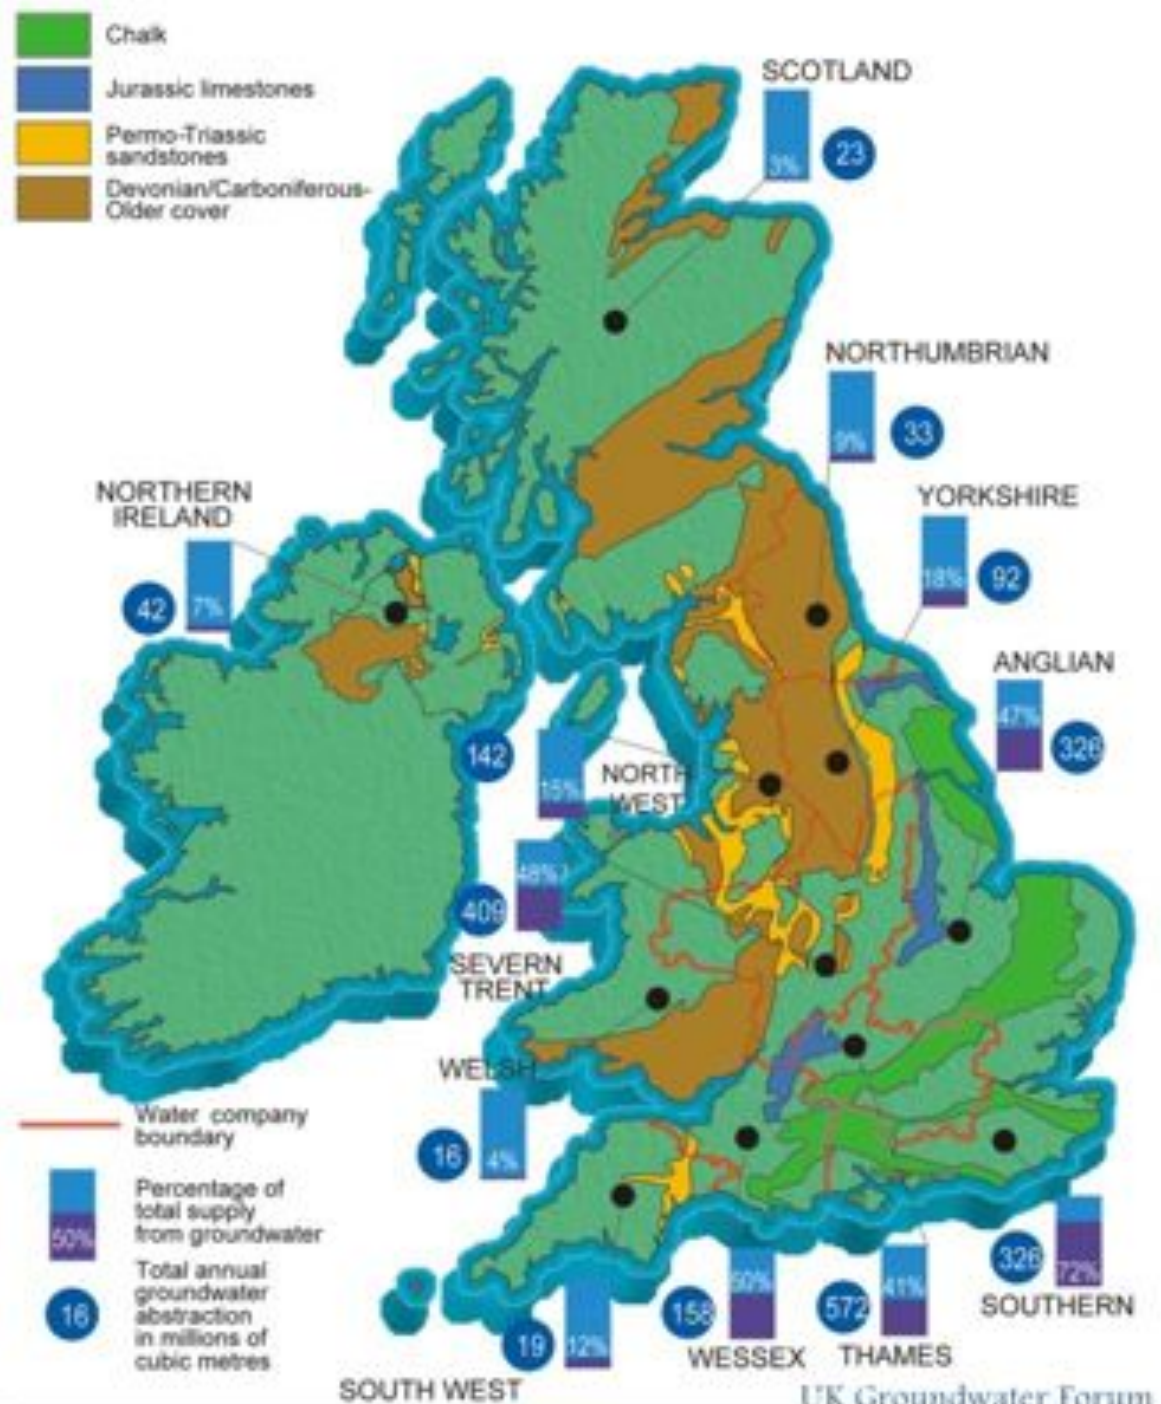 Chalk
Jurassic limestones
Permo-Triassic
sandstones
Devonian/Carboniferous-
Older cover
SCOTLAND
3%
23
NORTHUMBRIAN
9%
33
YORKSHIRE
18%
92
NORTHERN
IRELAND
42
7%
ANGLIAN
47%
326
142
15%
NORTH
WEST
48%
409
SEVERN
TRENT
WELSH
16
4%
Water company
boundary
Percentage of
total supply
from groundwater
50%
Total annual
groundwater
abstraction
in millions of
cubic metres
16
19
12%
SOUTH WEST
158
50%
WESSEX
572
41%
THAMES
326
72%
SOUTHERN
UK Groundwater Forum